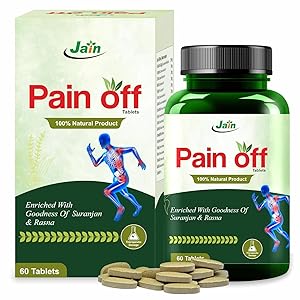 Jain
Pain off
Tablets
100% Natural Product
Enriched With
Goodness Of Suranjan
& Rasna
60 Tablets
Jain
Pain off
Tablets
100% Natural Product
Enriched With Goodness Of
Suranjan & Rasna
60 Tablets